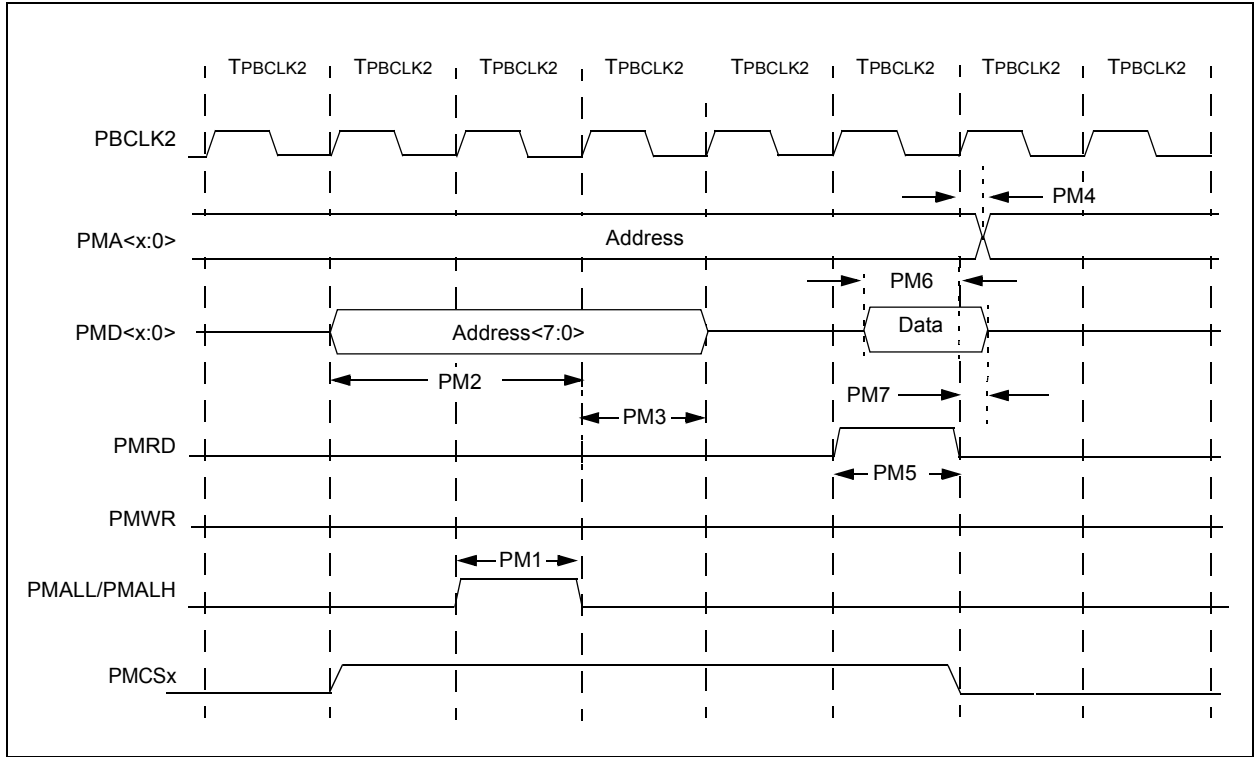 TPBCLK2 TPBCLK2 TPBCLK2 TPBCLK2 TPBCLK2 TPBCLK2 TPBCLK2 TPBCLK2
PBCLK2
PM4
PMA<x:0>
Address
PM6
PMD<x:0>
Address<7:0>
Data
PM2
PM7
PM3
PMRD
PM5
PMWR
PM1
PMALL/PMALH
PMCSx